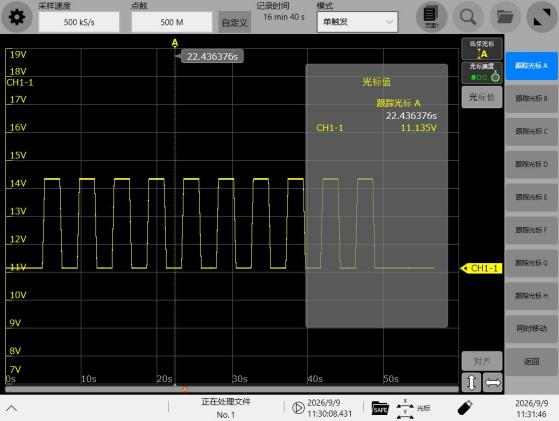 采样速度
点数
记录时间
模式
500 kS/s
500 M
自定义
16 min 40 s
单触发
页面1
选择光标
A
光标速度
光标值
A
22.436376s
19V
18V
CH1-1
17V
16V
15V
14V
13V
12V
11V
10V
9V
8V
7V
0s
10s
20s
30s
40s
50s
光标值
跟踪光标 A
22.436376s
CH1-1
11.135V
CH1-1
跟踪光标 A
跟踪光标 B
跟踪光标 C
跟踪光标 D
跟踪光标 E
跟踪光标 F
跟踪光标 G
跟踪光标 H
同时移动
返回
对齐
正在处理文件
No.1
2026/9/9
11:30:08.431
SAFE
X
Y
光标
2026/9/9
11:31:46